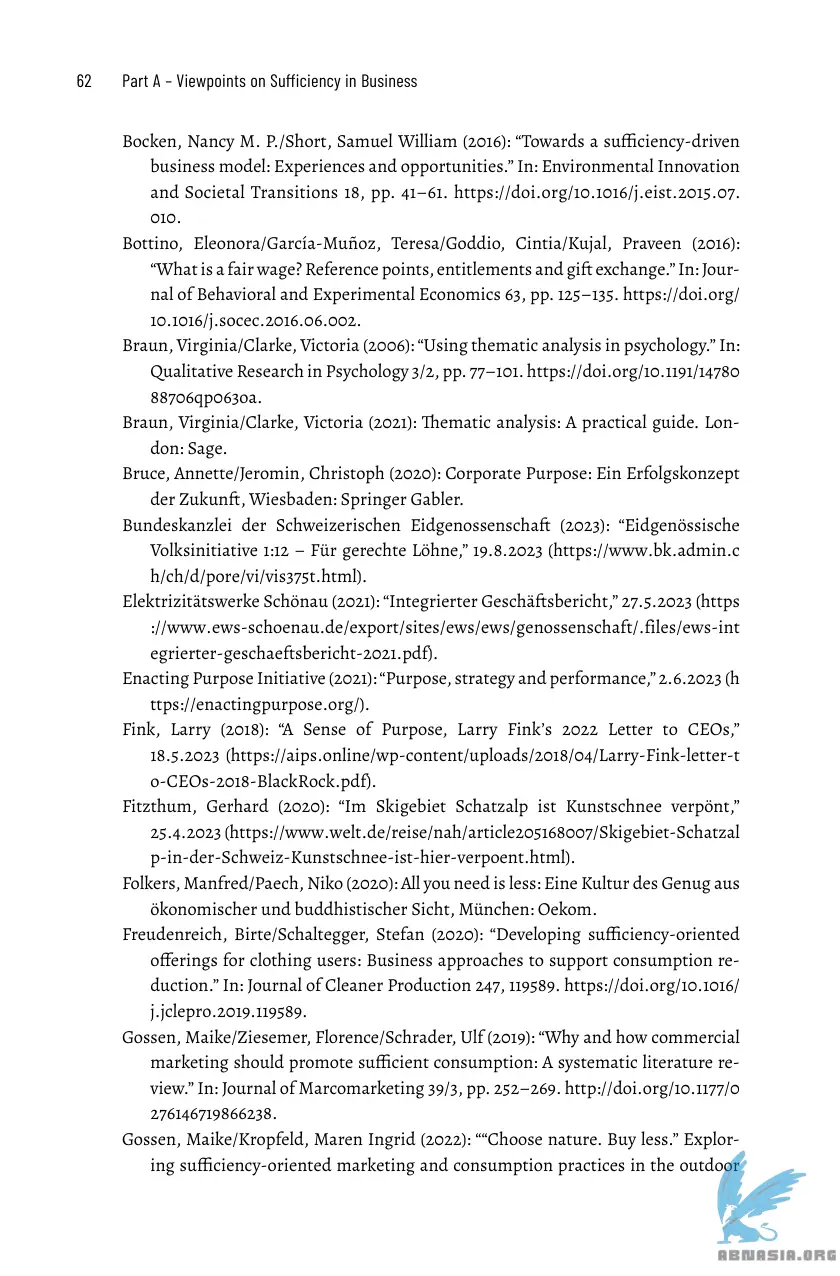 62 Part A – Viewpoints on Sufficiency in Business
Bocken, Nancy M. P./Short, Samuel William (2016): “Towards a sufficiency-driven
business model: Experiences and opportunities.” In: Environmental Innovation
and Societal Transitions 18, pp. 41–61. https://doi.org/10.1016/j.eist.2015.07.
010.
Bottino, Eleonora/García-Muñoz, Teresa/Goddio, Cintia/Kujal, Praveen (2016):
“What is a fair wage? Reference points, entitlements and gift exchange.” In: Jour-
nal of Behavioral and Experimental Economics 63, pp. 125–135. https://doi.org/
10.1016/j.socec.2016.06.002.
Braun, Virginia/Clarke, Victoria (2006): “Using thematic analysis in psychology.” In:
Qualitative Research in Psychology 3/2, pp. 77–101. https://doi.org/10.1191/14780
88706qp063oa.
Braun, Virginia/Clarke, Victoria (2021): Thematic analysis: A practical guide. Lon-
don: Sage.
Bruce, Annette/Jeromin, Christoph (2020): Corporate Purpose: Ein Erfolgskonzept
der Zukunft, Wiesbaden: Springer Gabler.
Bundeskanzlei der Schweizerischen Eidgenossenschaft (2023): “Eidgenössische
Volksinitiative 1:12 – Für gerechte Löhne,” 19.8.2023 (https://www.bk.admin.c
h/ch/d/pore/vi/vis375t.html).
Elektrizitätswerke Schönau (2021): “Integrierter Geschäftsbericht,” 27.5.2023 (https
://www.ews-schoenau.de/export/sites/ews/ews/genossenschaft/.files/ews-int
egrierter-geschaeftsbericht-2021.pdf).
Enacting Purpose Initiative (2021): “Purpose, strategy and performance,” 2.6.2023 (h
ttps://enactingpurpose.org/).
Fink, Larry (2018): “A Sense of Purpose, Larry Fink’s 2022 Letter to CEOs,”
18.5.2023 (https://aips.online/wp-content/uploads/2018/04/Larry-Fink-letter-t
o-CEOs-2018-BlackRock.pdf).
Fitzthum, Gerhard (2020): “Im Skigebiet Schatzalp ist Kunstschnee verpönt,”
25.4.2023 (https://www.welt.de/reise/nah/article205168007/Skigebiet-Schatzal
p-in-der-Schweiz-Kunstschnee-ist-hier-verpoent.html).
Folkers, Manfred/Paech, Niko (2020): All you need is less: Eine Kultur des Genug aus
ökonomischer und buddhistischer Sicht, München: Oekom.
Freudenreich, Birte/Schaltegger, Stefan (2020): “Developing sufficiency-oriented
offerings for clothing users: Business approaches to support consumption re-
duction.” In: Journal of Cleaner Production 247, 119589. https://doi.org/10.1016/
j.jclepro.2019.119589.
Gossen, Maike/Ziesemer, Florence/Schrader, Ulf (2019): “Why and how commercial
marketing should promote sufficient consumption: A systematic literature re-
view.” In: Journal of Marcomarketing 39/3, pp. 252–269. http://doi.org/10.1177/0
276146719866238.
Gossen, Maike/Kropfeld, Maren Ingrid (2022): ““Choose nature. Buy less.” Explor-
ing sufficiency-oriented marketing and consumption practices in the outdoor
ABNASIA.ORG